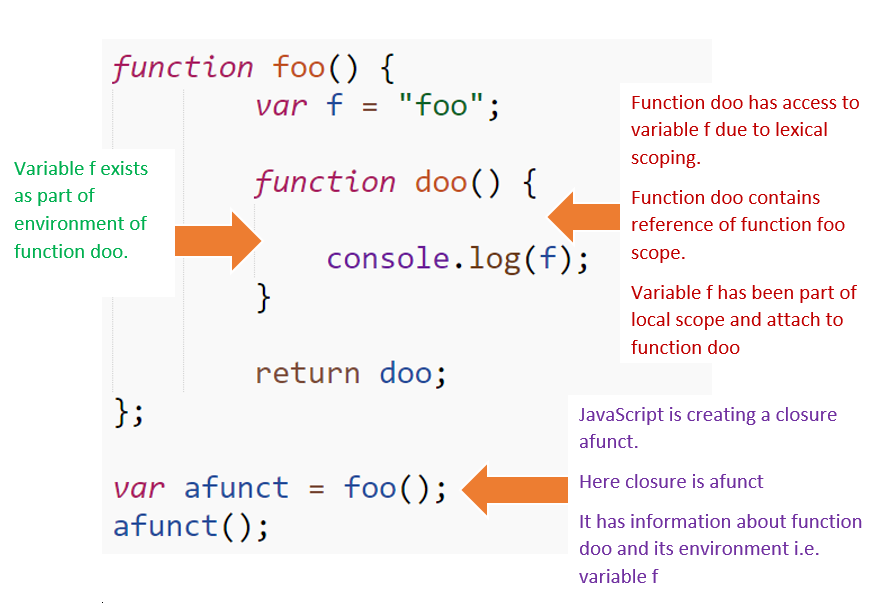 function foo() {
var f = "foo";
function doo() {
console.log(f);
}
return doo;
};
var afunct = foo();
afunct();
Variable f exists
as part of
environment of
function doo.
Function doo has access to
variable f due to lexical
scoping.
Function doo contains
reference of function foo
scope.
Variable f has been part of
local scope and attach to
function doo
JavaScript is creating a closure
afunct.
Here closure is afunct
It has information about function
doo and its environment i.e.
variable f